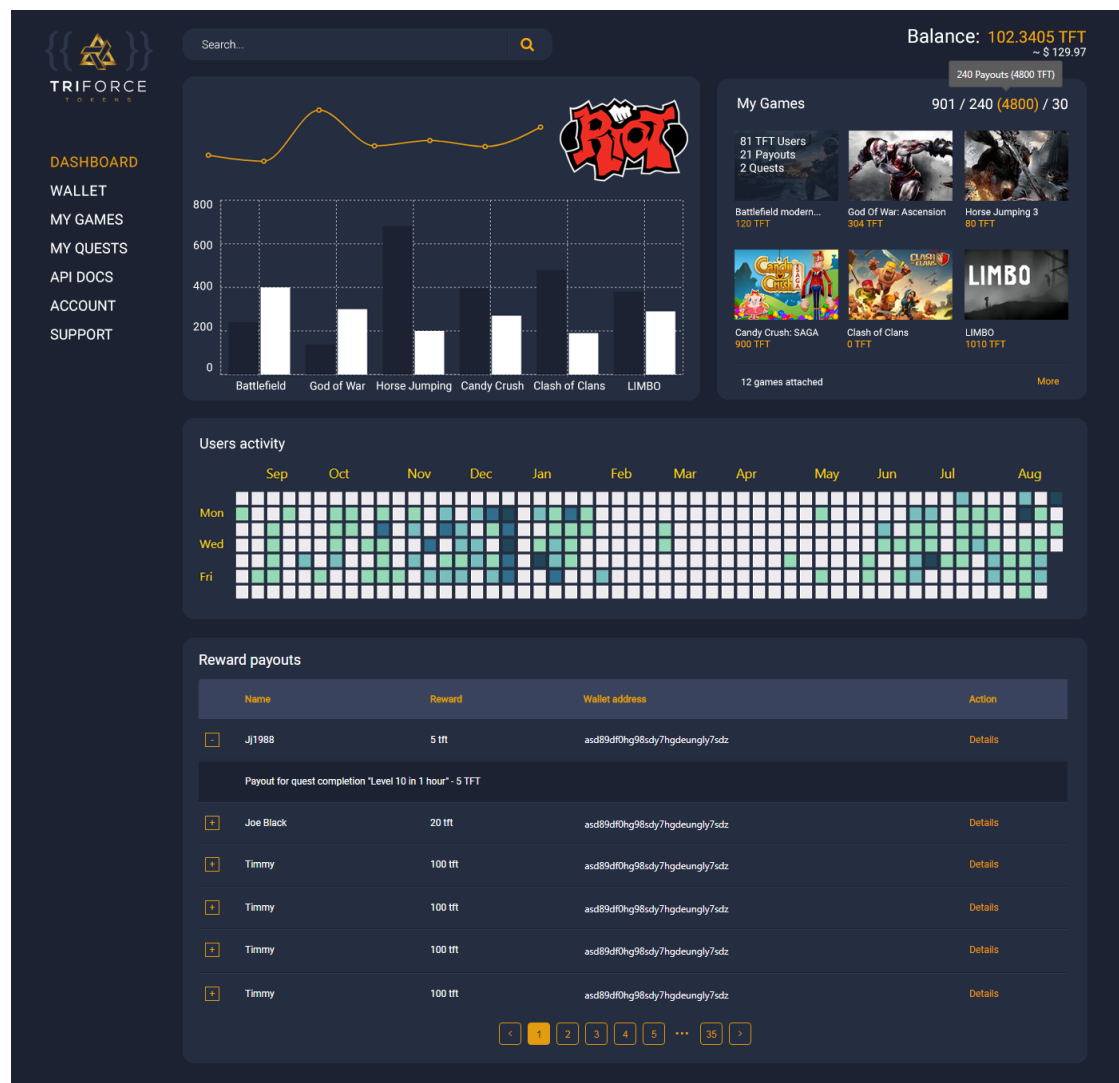 TRIFORCE
TOKENS
DASHBOARD
WALLET
MY GAMES
MY QUESTS
API DOCS
ACCOUNT
SUPPORT
Search...
Balance: 102.3405 TFT
~ $ 129.97
240 Payouts (4800 TFT)
RIOT
800
600
400
200
0
Battlefield God of War Horse Jumping Candy Crush Clash of Clans LIMBO
My Games 901 / 240 (4800) / 30
81 TFT Users
21 Payouts
2 Quests
Battlefield modern... God Of War: Ascension Horse Jumping 3
120 TFT 304 TFT 80 TFT
Candy Crush SAGA
CLASH OF CLANS
LIMBO
Candy Crush: SAGA Clash of Clans LIMBO
900 TFT 0 TFT 1010 TFT
12 games attached More
Users activity
Sep Oct Nov Dec Jan Feb Mar Apr May Jun Jul Aug
Mon
Wed
Fri
Reward payouts
Name Reward Wallet address Action
- Jj1988 5 tft asd89df0hg98sdy7hgdeungly7sdz Details
Payout for quest completion "Level 10 in 1 hour" - 5 TFT
+ Joe Black 20 tft asd89df0hg98sdy7hgdeungly7sdz Details
+ Timmy 100 tft asd89df0hg98sdy7hgdeungly7sdz Details
+ Timmy 100 tft asd89df0hg98sdy7hgdeungly7sdz Details
+ Timmy 100 tft asd89df0hg98sdy7hgdeungly7sdz Details
+ Timmy 100 tft asd89df0hg98sdy7hgdeungly7sdz Details
< 1 2 3 4 5 ••• 35 >